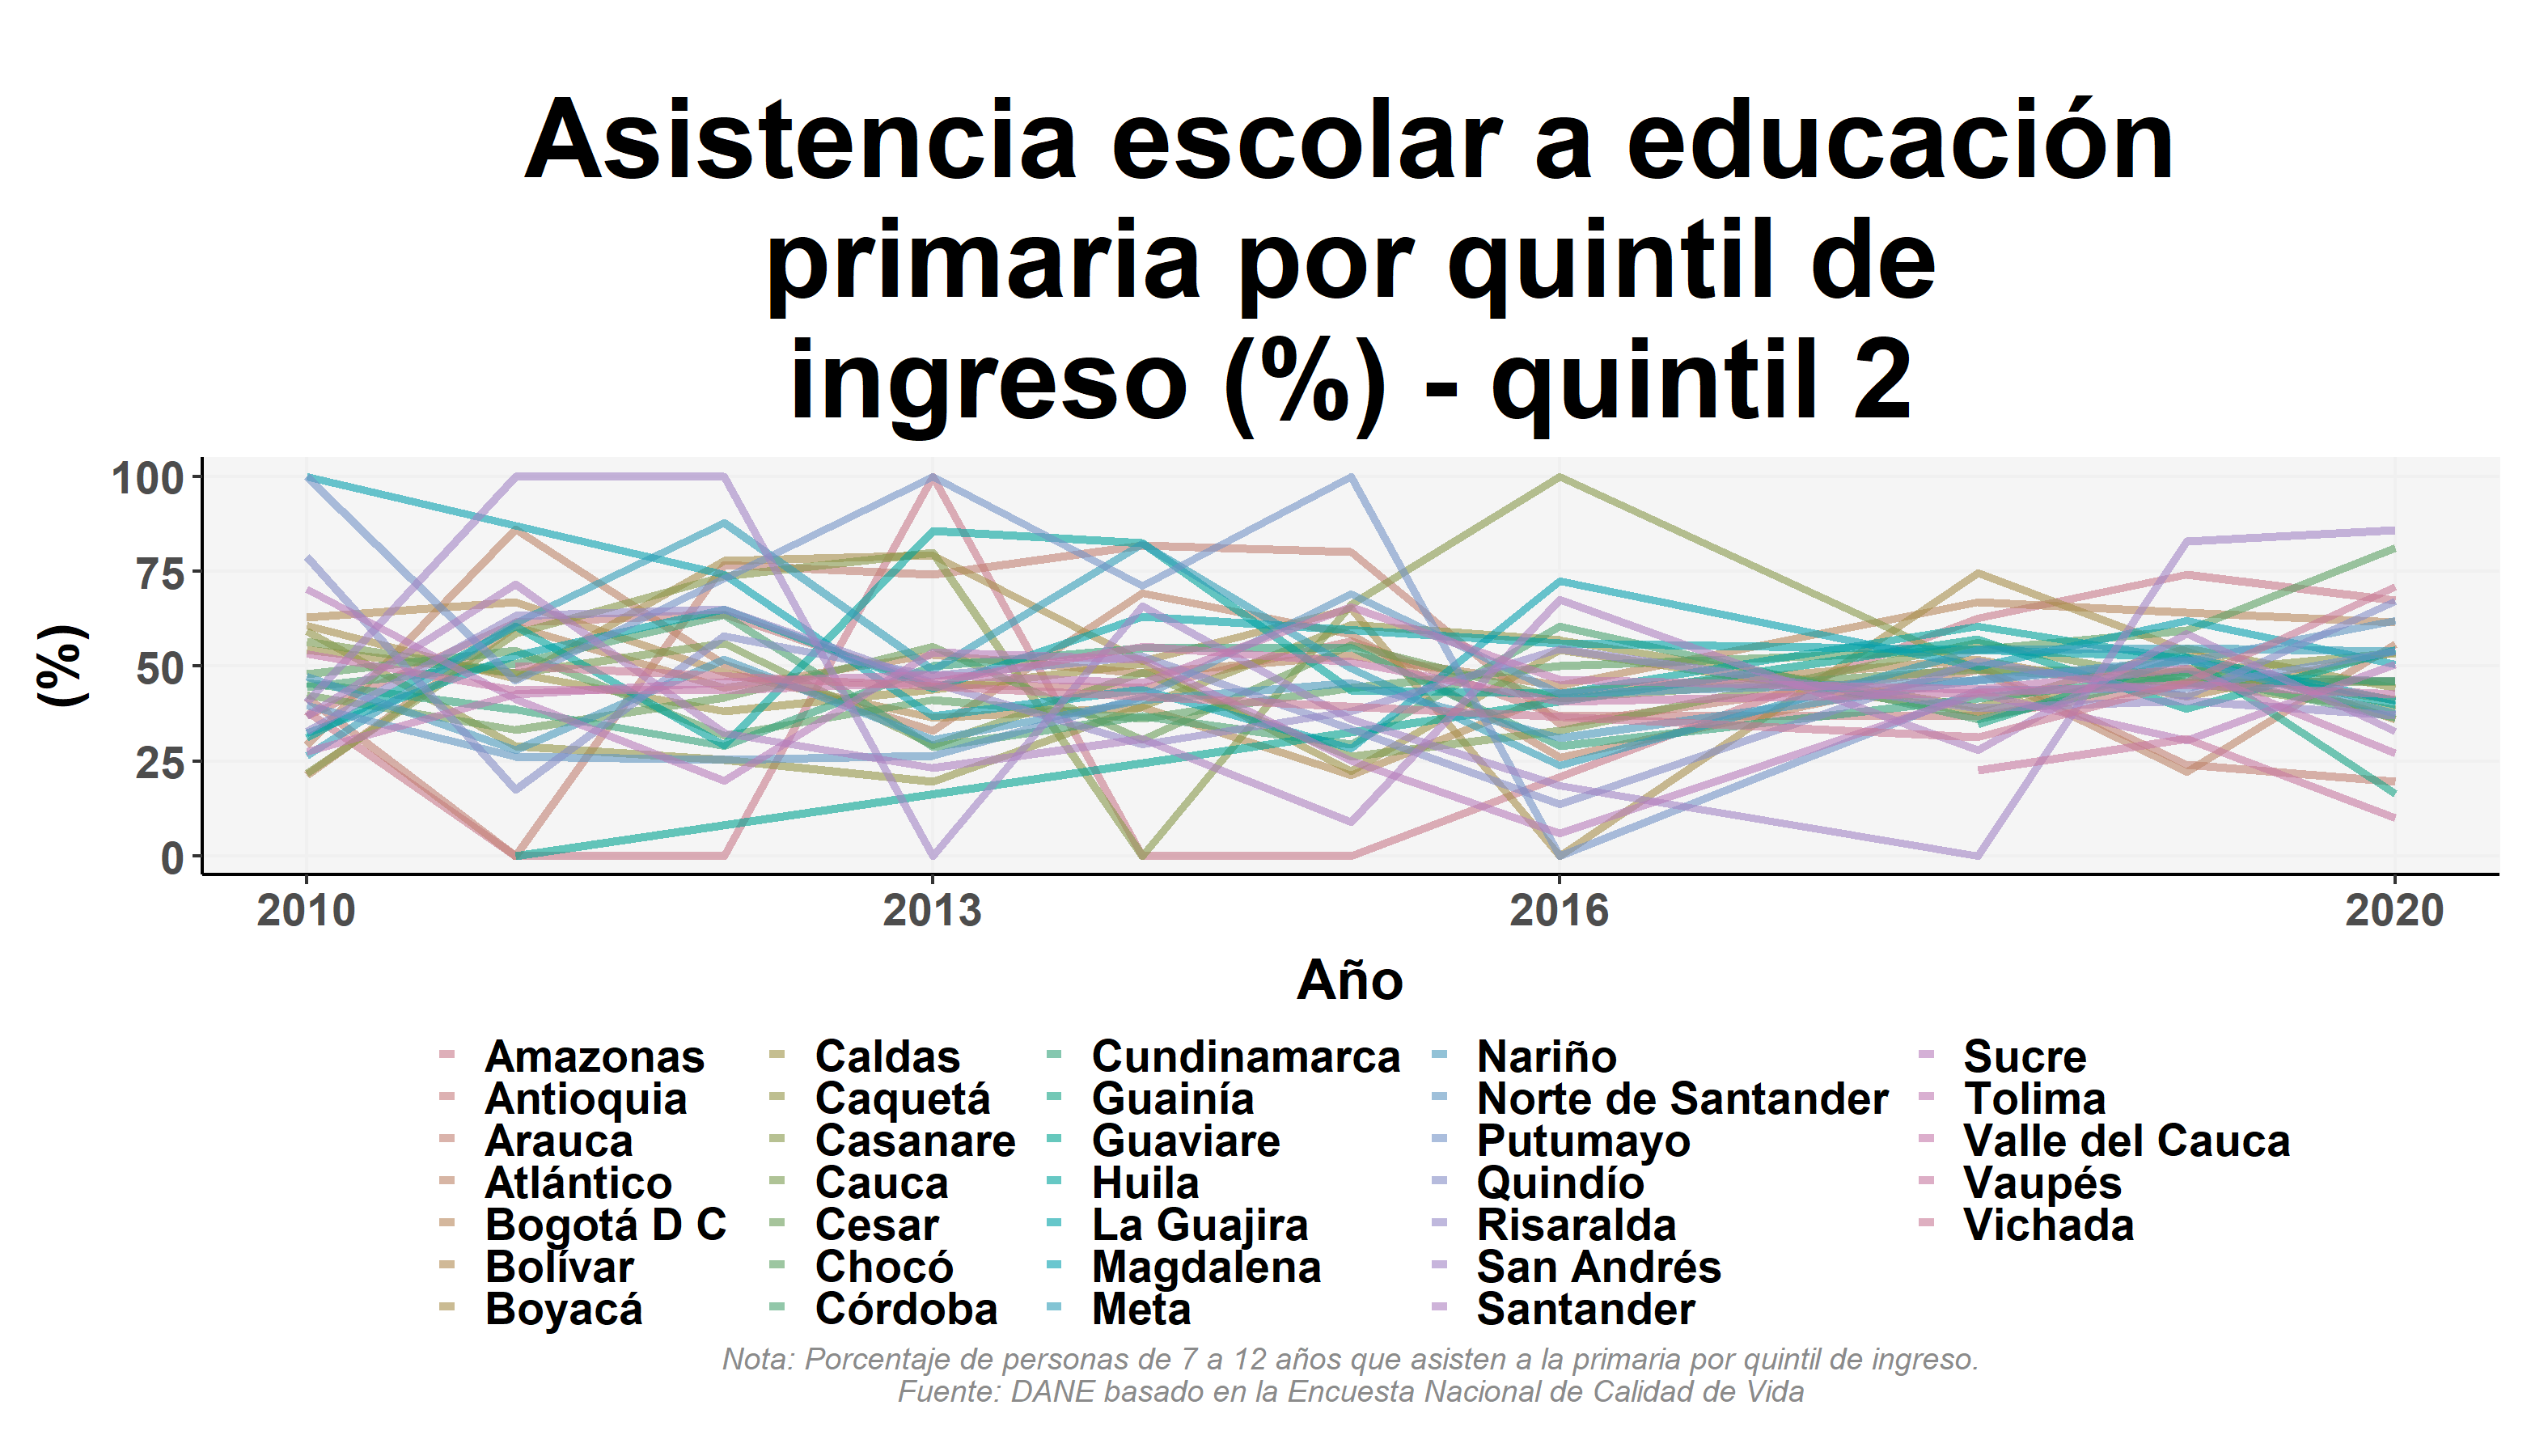 Asistencia escolar a educación
primaria por quintil de
ingreso (%) - quintil 2
(%)
100
75
50
25
0
2010 2013 2016 2020
Año
Amazonas
Antioquia
Arauca
Atlántico
Bogotá D C
Bolívar
Boyacá
Caldas
Caquetá
Casanare
Cauca
Cesar
Chocó
Córdoba
Cundinamarca
Guainía
Guaviare
Huila
La Guajira
Magdalena
Meta
Nariño
Norte de Santander
Putumayo
Quindío
Risaralda
San Andrés
Santander
Sucre
Tolima
Valle del Cauca
Vaupés
Vichada
Nota: Porcentaje de personas de 7 a 12 años que asisten a la primaria por quintil de ingreso.
Fuente: DANE basado en la Encuesta Nacional de Calidad de Vida